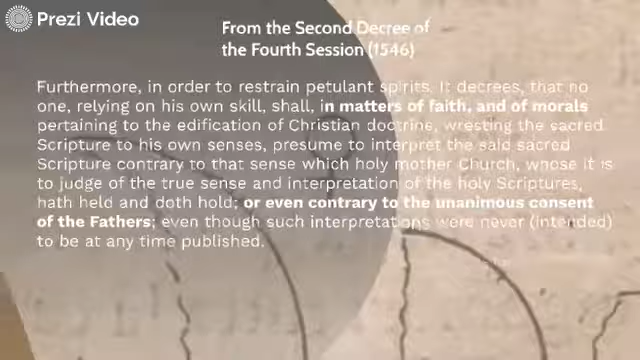 Prezi Video
From the Second Decree of
the Fourth Session (1546)
Furthermore, in order to restrain petulant spirits. It decrees, that no
one, relying on his own skill, shall, in matters of faith, and of morals
pertaining to the edification of Christian doctrine, wresting the sacred
Scripture to his own senses, presume to interpret the said sacred
Scripture contrary to that sense which holy mother Church, whose it is
to judge of the true sense and interpretation of the holy Scriptures,
hath held and doth hold; or even contrary to the unanimous consent
of the Fathers; even though such interpretations were never (intended)
to be at any time published.